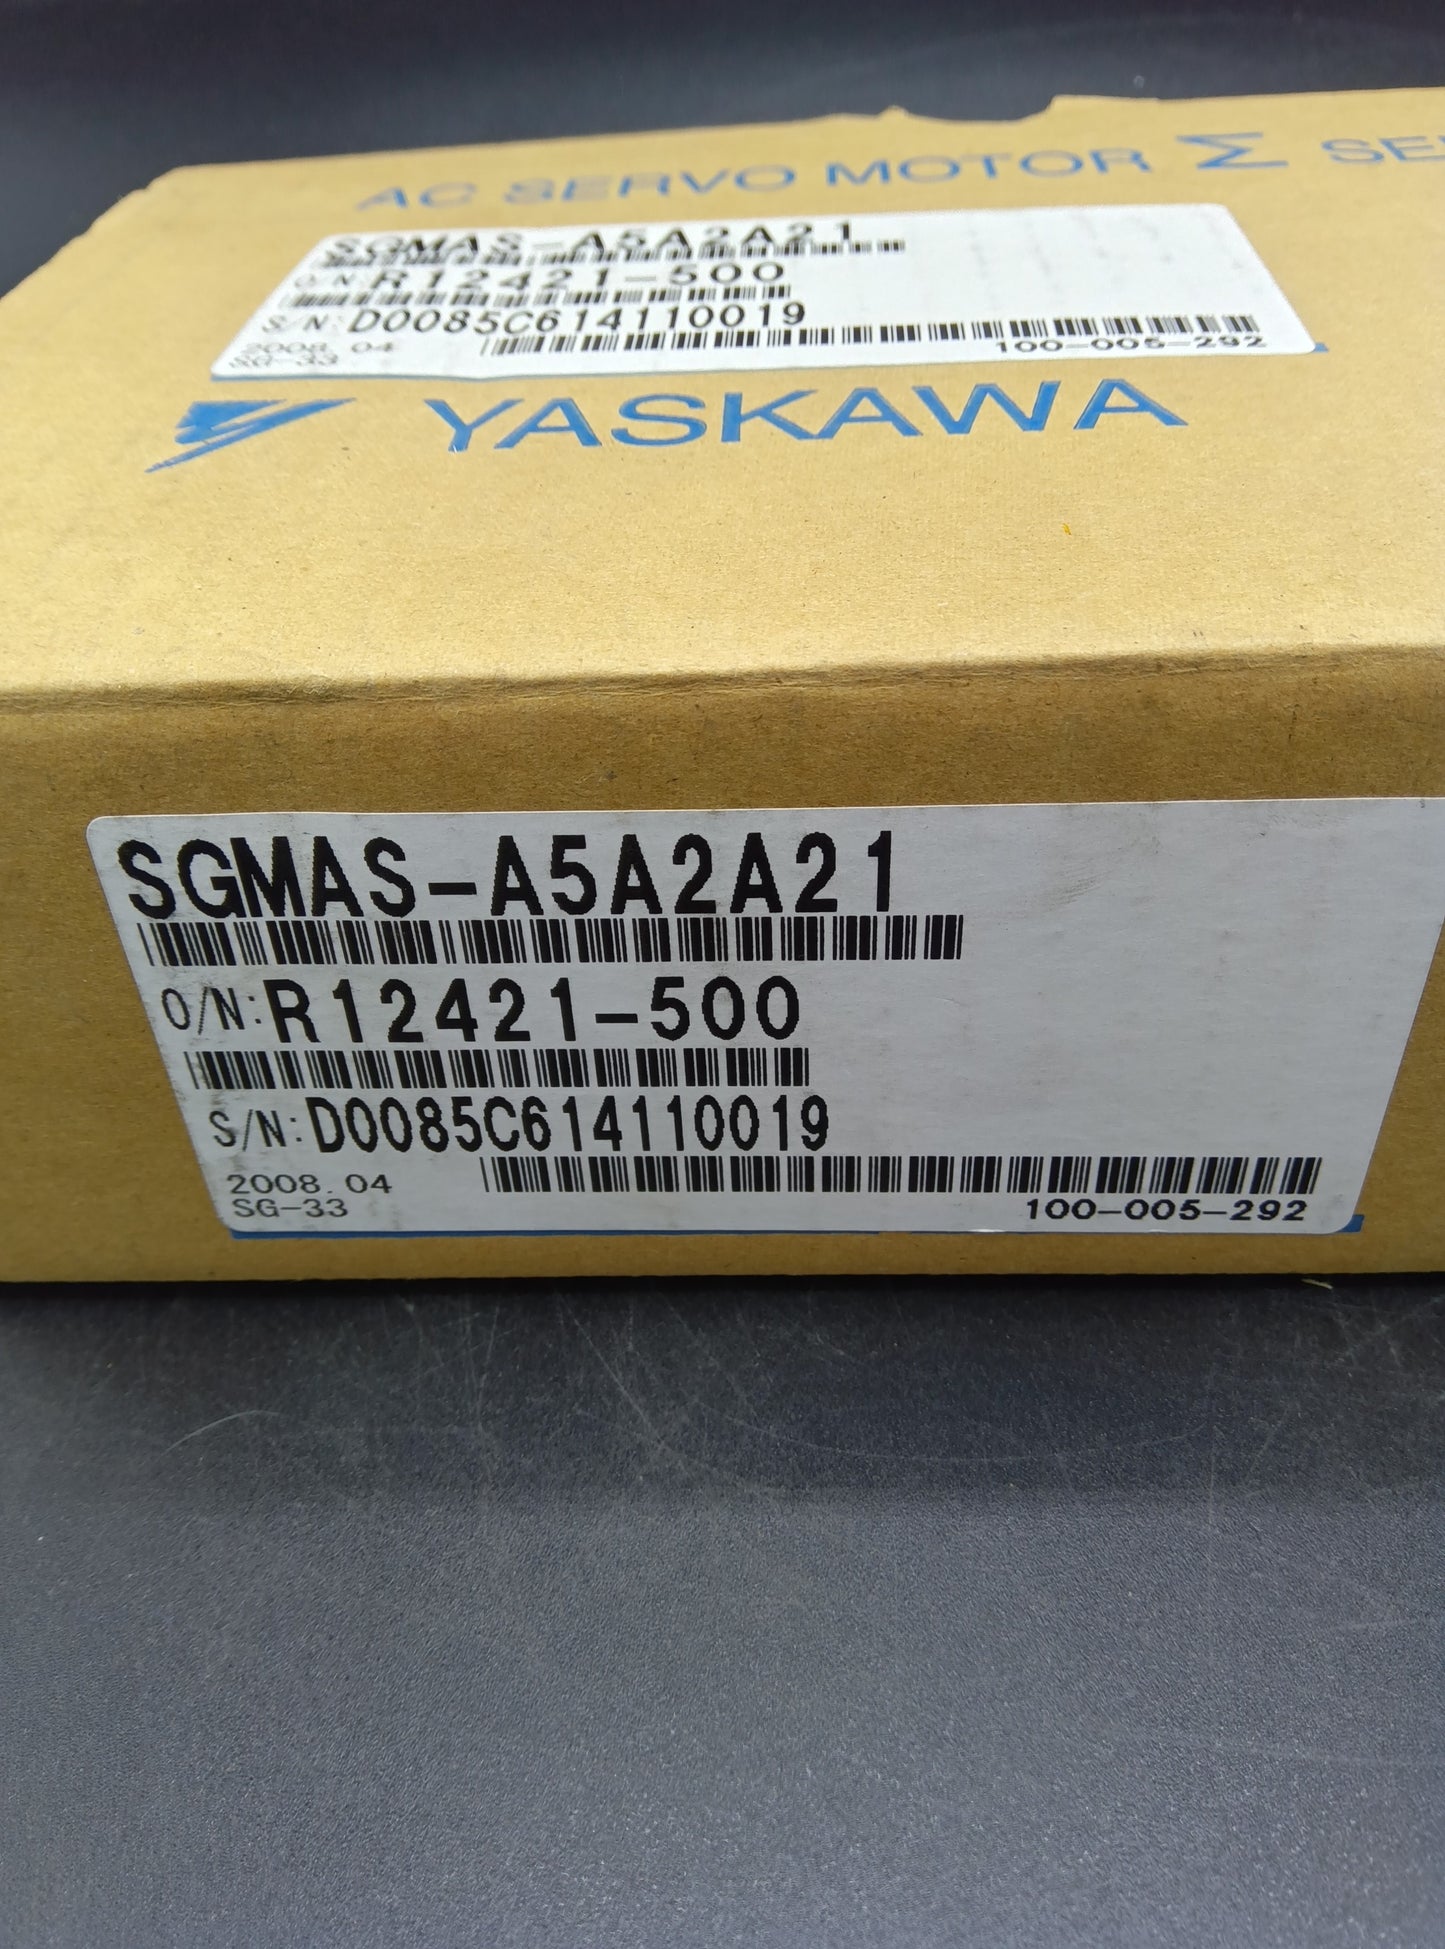 AC SERVO MOTOR Σ SE
SGMAS-A5A2A21
O/N: R12421-500
S/N: D0085C614110019
2008.04
SG-33
100-005-292
YASKAWA
SGMAS-A5A2A21
O/N: R12421-500
S/N: D0085C614110019
2008.04
SG-33
100-005-292